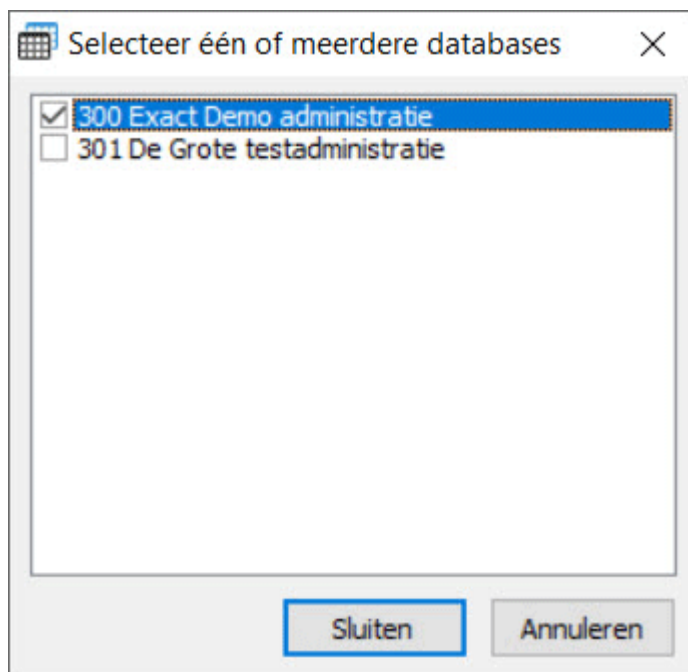 Selecteer één of meerdere databases
300 Exact Demo administratie
301 De Grote testadministratie
Sluiten
Annuleren